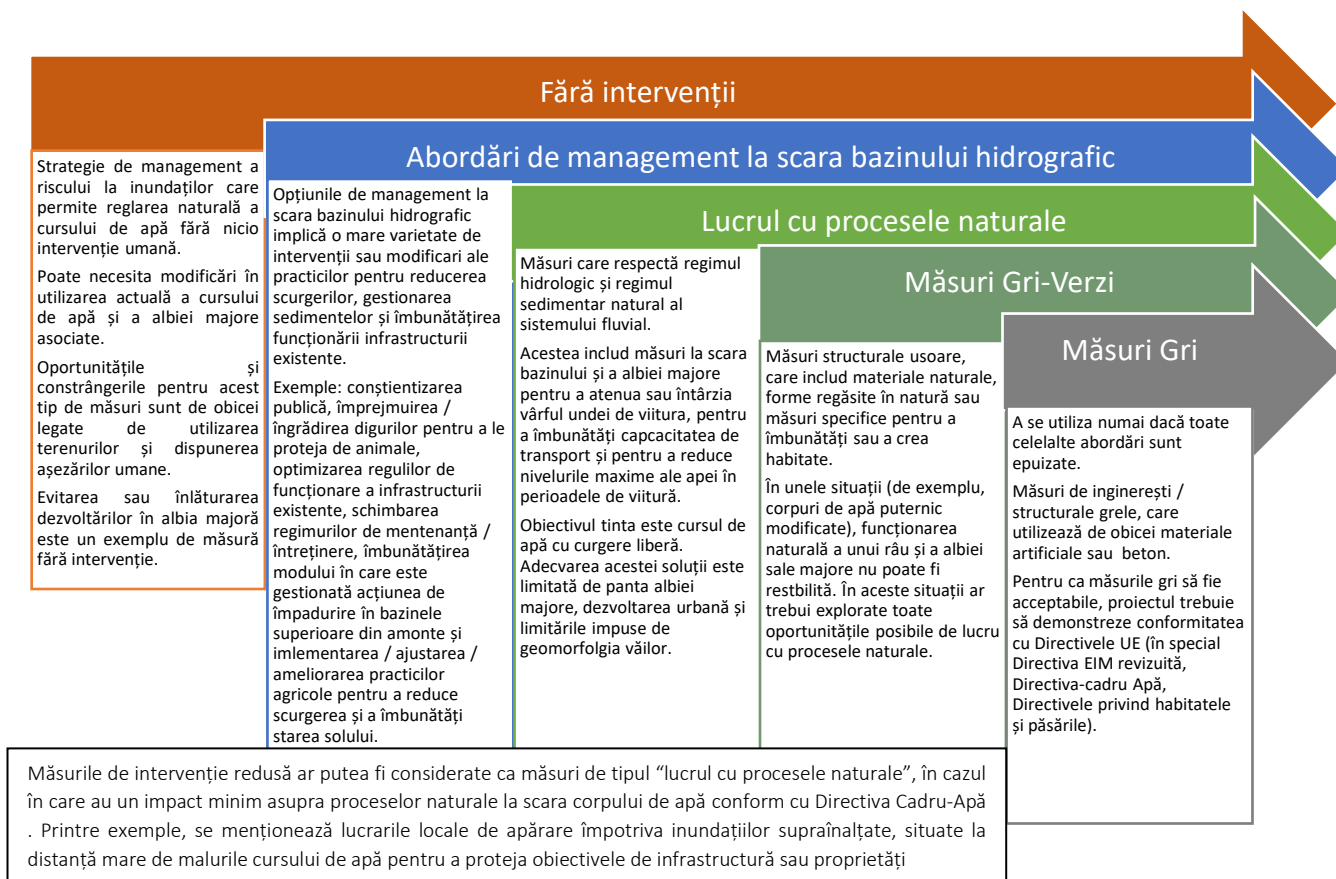 Fără intervenții
Abordări de management la scara bazinului hidrografic
Lucrul cu procesele naturale
Măsuri Gri-Verzi
Măsuri Gri
Strategie de management a
riscului la inundaților care
permite reglarea naturală a
cursului de apă fără nicio
intervenție umană.
Poate necesita modificări în
utilizarea actuală a cursului
de apă și a albiei majore
asociate.
Oportunitățile și
constrângerile pentru acest
tip de măsuri sunt de obicei
legate de utilizarea
terenurilor și dispunerea
așezărilor umane.
Evitarea sau înlăturarea
dezvoltărilor în albia majoră
este un exemplu de măsură
fără intervenție.
Opțiunile de management la
scara bazinului hidrografic
implică o mare varietate de
intervenții sau modificari ale
practicilor pentru reducerea
scurgerilor, gestionarea
sedimentelor și îmbunătățirea
funcționării infrastructurii
existente.
Exemple: conștientizarea
publică, împrejmuirea /
îngrădirea digurilor pentru a le
proteja de animale,
optimizarea regulilor de
funcționare a infrastructurii
existente, schimbarea
regimurilor de mentenanță /
întreținere, îmbunătățirea
modului în care este
gestionată acțiunea de
împadurire în bazinele
superioare din amonte și
imlementarea / ajustarea /
ameliorarea practicilor
agricole pentru a reduce
scurgerea și a îmbunătăți
starea solului.
Măsuri care respectă regimul
hidrologic și regimul
sedimentar natural al
sistemului fluvial.
Acestea includ măsuri la scara
bazinului și a albiei majore
pentru a atenua sau întârzia
vârful undei de viitură, pentru
a îmbunătăți capcacitatea de
transport și pentru a reduce
nivelurile maxime ale apei în
perioadele de viitură.
Obiectivul tinta este cursul de
apă cu curgere liberă.
Adecvarea acestei soluții este
limitată de panta albiei
majore, dezvoltarea urbană și
limitările impuse de
geomorfolgia văilor.
Măsuri structurale usoare,
care includ materiale naturale,
forme regăsite în natură sau
măsuri specifice pentru a
îmbunătăți sau a crea
habitate.
În unele situații (de exemplu,
corpuri de apă puternic
modificate), funcționarea
naturală a unui râu și a albiei
sale majore nu poate fi
restbilită. În aceste situații ar
trebui explorate toate
oportunitățile posibile de lucru
cu procesele naturale.
A se utiliza numai dacă toate
celelalte abordări sunt
epuizate.
Măsuri de inginerești /
structurale grele, care
utilizează de obicei materiale
artificiale sau beton.
Pentru ca măsurile gri să fie
acceptabile, proiectul trebuie
să demonstreze conformitatea
cu Directivele UE (în special
Directiva EIM revizuită,
Directiva-cadru Apă,
Directivele privind habitatele
și păsările).
Măsurile de intervenție redusă ar putea fi considerate ca măsuri de tipul “lucrul cu procesele naturale”, în cazul
în care au un impact minim asupra proceselor naturale la scara corpului de apă conform cu Directiva Cadru-Apă
. Printre exemple, se menționează lucrarile locale de apărare împotriva inundațiilor supraînalțate, situate la
distanță mare de malurile cursului de apă pentru a proteja obiectivele de infrastructură sau proprietăți